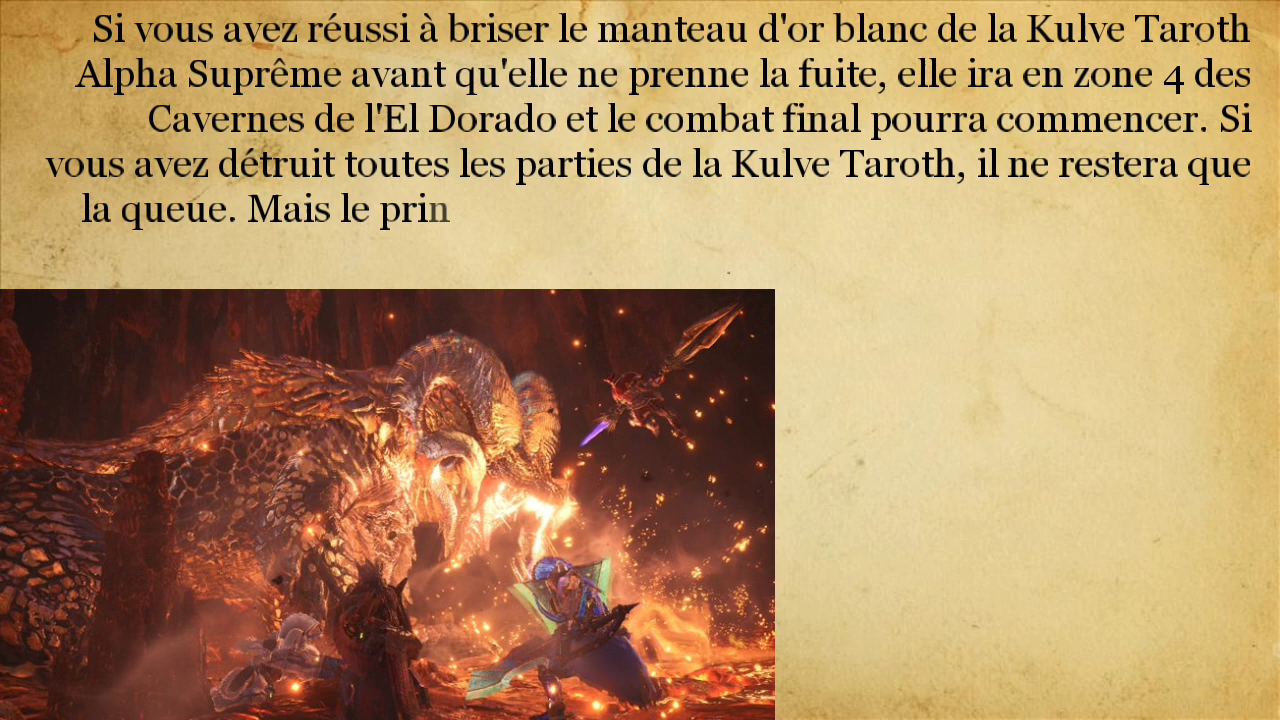 Si vous avez réussi à briser le manteau d'or blanc de la Kulve Taroth
Alpha Suprême avant qu'elle ne prenne la fuite, elle ira en zone 4 des
Cavernes de l'El Dorado et le combat final pourra commencer. Si
vous avez détruit toutes les parties de la Kulve Taroth, il ne restera que
la queue. Mais le prin